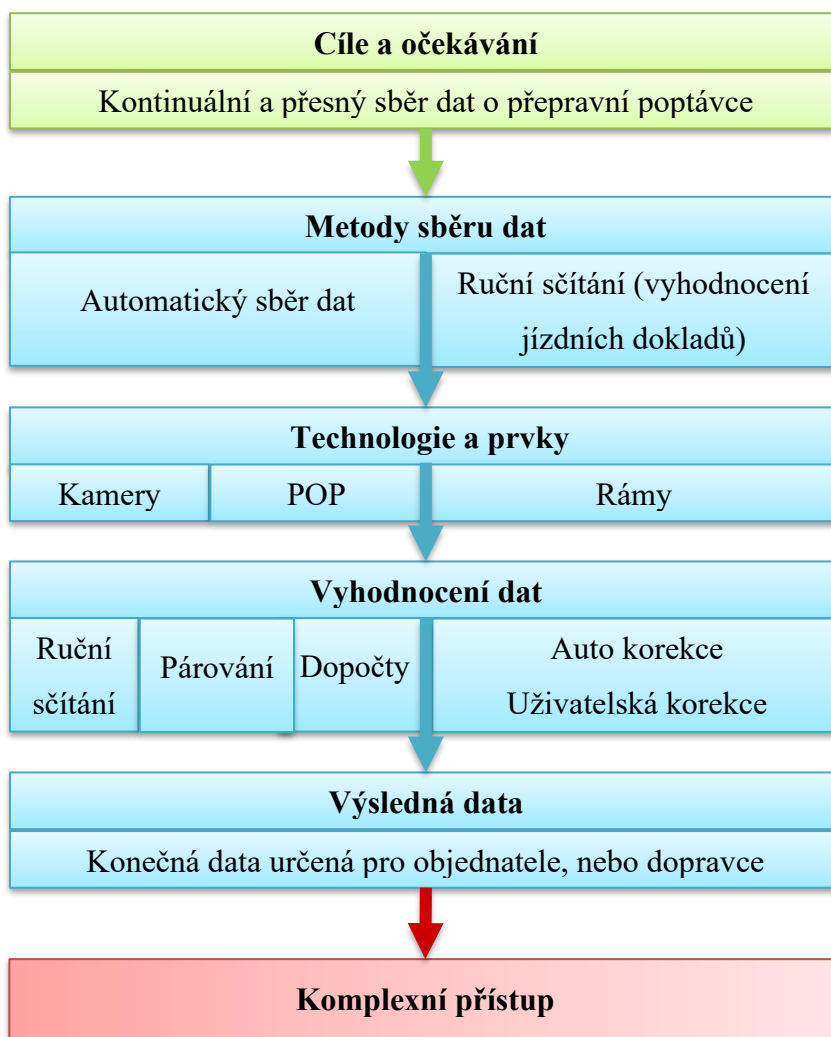 Cíle a očekávání
Kontinuální a přesný sběr dat o přepravní poptávce
Metody sběru dat
Automatický sběr dat
Ruční sčítání (vyhodnocení
jízdních dokladů)
Technologie a prvky
Kamery
POP
Rámy
Vyhodnocení dat
Ruční
sčítání
Párování
Dopočty
Auto korekce
Uživatelská korekce
Výsledná data
Konečná data určená pro objednatele, nebo dopravce
Komplexní přístup